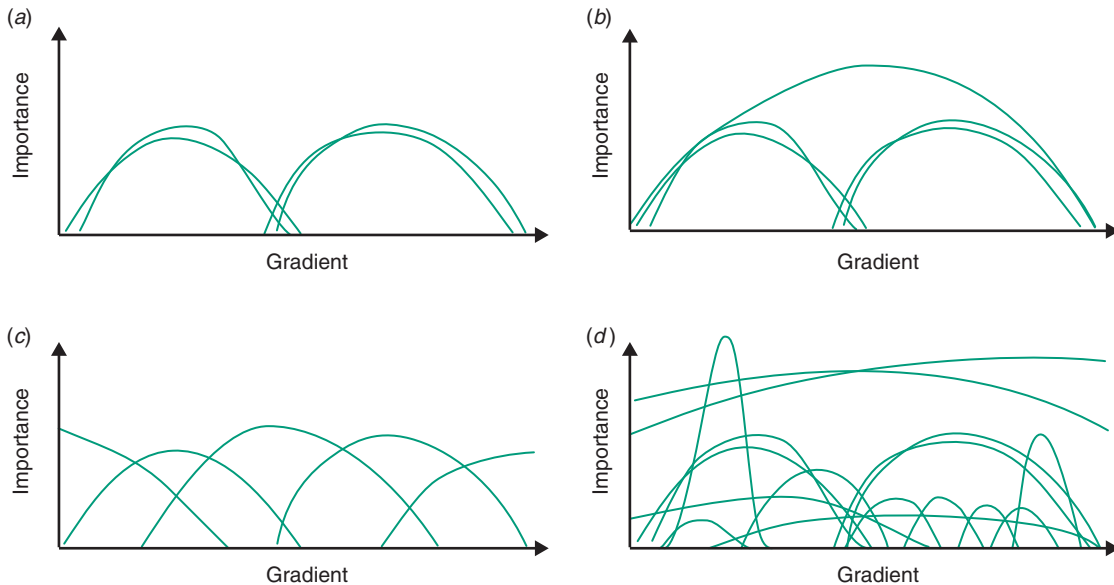 (a)
Importance
Gradient
(b)
Importance
Gradient
(c)
Importance
Gradient
(d)
Importance
Gradient